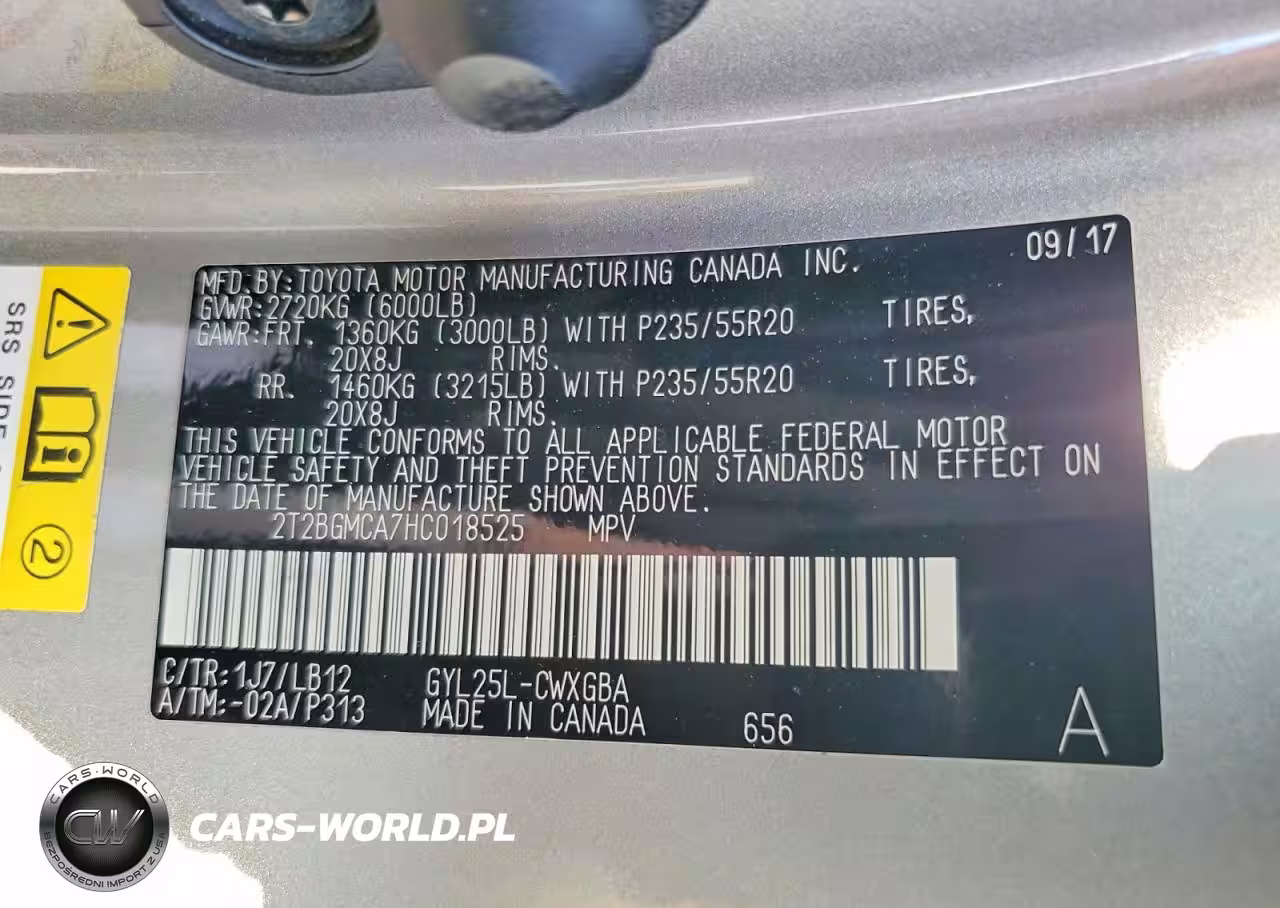 09/17
MFD.BY:TOYOTA MOTOR MANUFACTURING CANADA INC.
GVWR:2720KG (6000LB)
GAWR:FRT. 1360KG (3000LB) WITH P235/55R20 TIRES,
20X8J RIMS.
RR. 1460KG (3215LB) WITH P235/55R20 TIRES,
20X8J RIMS.
THIS VEHICLE CONFORMS TO ALL APPLICABLE FEDERAL MOTOR
VEHICLE SAFETY AND THEFT PREVENTION STANDARDS IN EFFECT ON
THE DATE OF MANUFACTURE SHOWN ABOVE.
2T2BGMCA7HC018525 MPV
C/TR:1J7/LB12 GYL25L-CWXGBA
A/TM:-02A/P313 MADE IN CANADA 656 A
SRS SIDE
2
CARS-WORLD
CW
BEZPOŚREDNI IMPORT Z USA
CARS-WORLD.PL